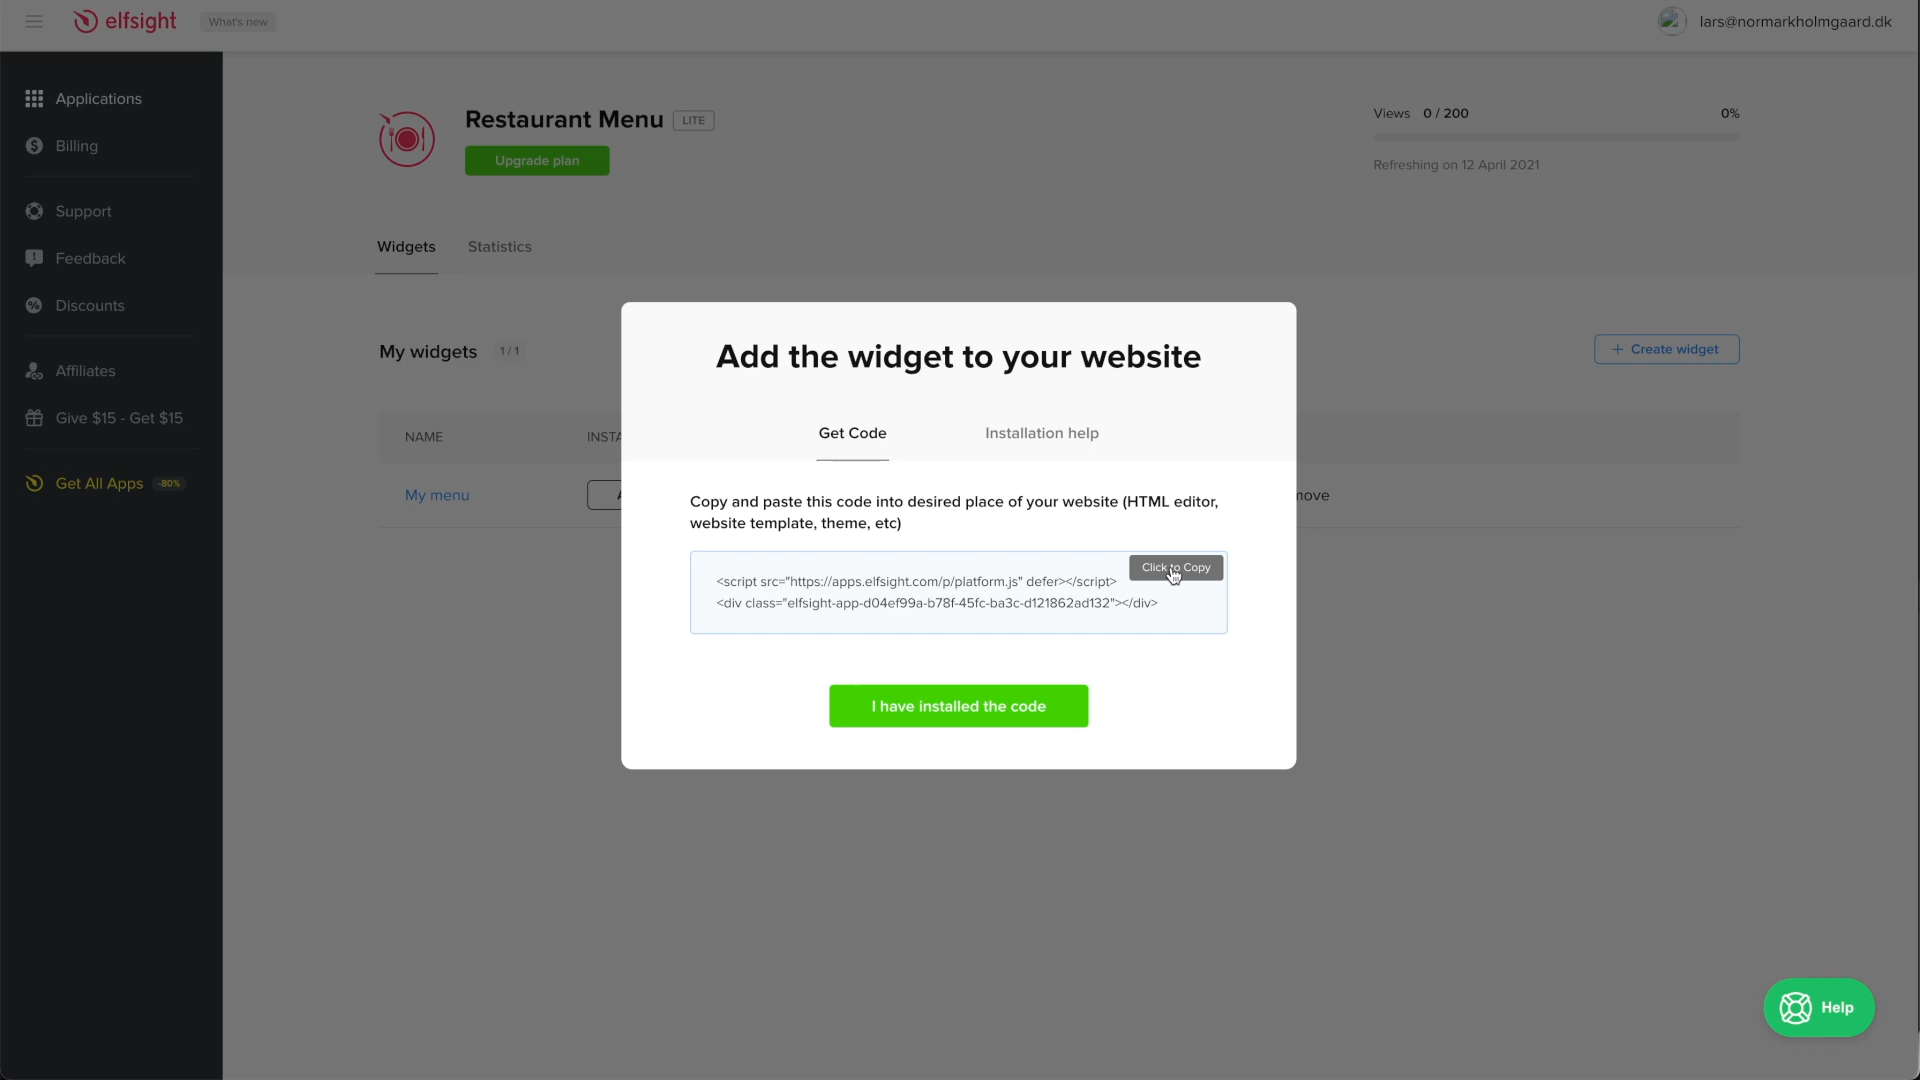 elfsight
What's new
lars@normarkholmgaard.dk
Applications
Billing
Support
Feedback
Discounts
Affiliates
Give $15 - Get $15
Get All Apps -80%
Restaurant Menu LITE
Upgrade plan
Views 0 / 200 0%
Refreshing on 12 April 2021
Widgets Statistics
My widgets 1 / 1
+ Create widget
NAME INSTA
My menu A
move
Add the widget to your website
Get Code Installation help
Copy and paste this code into desired place of your website (HTML editor,
website template, theme, etc)
Click to Copy
<script src="https://apps.elfsight.com/p/platform.js" defer></script>
<div class="elfsight-app-d04ef99a-b78f-45fc-ba3c-d121862ad132"></div>
I have installed the code
Help